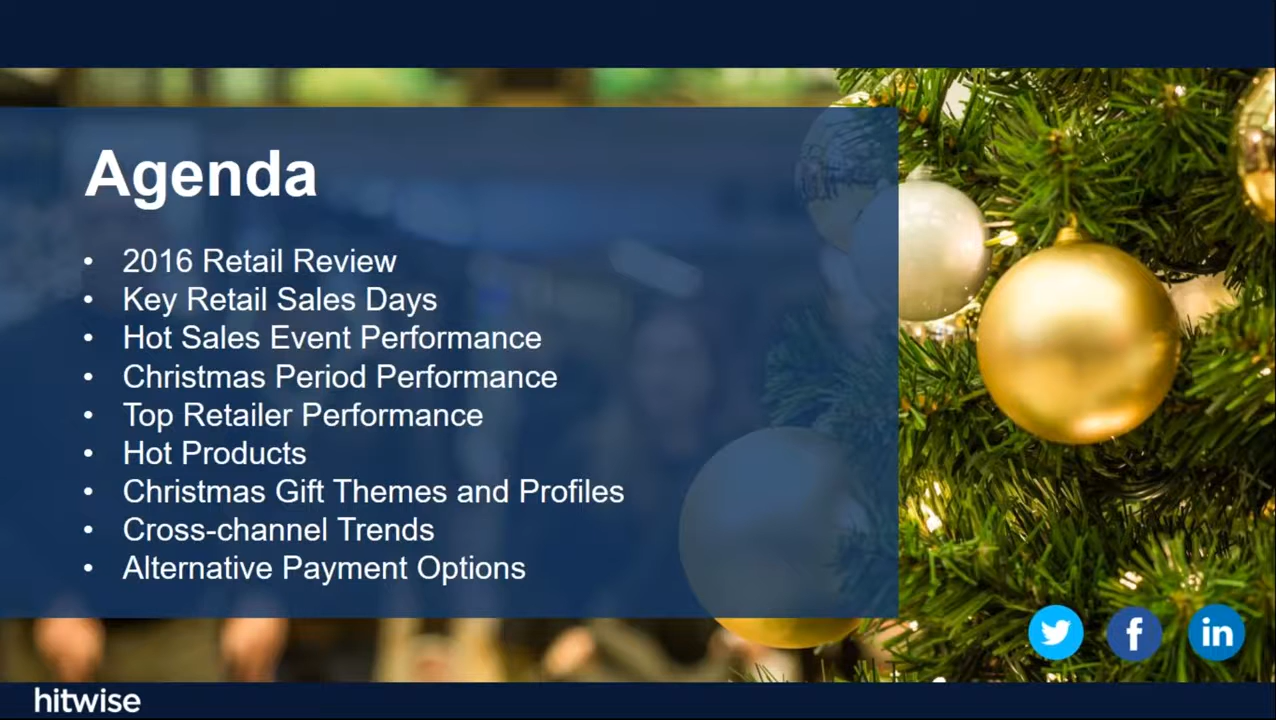 Agenda
• 2016 Retail Review
• Key Retail Sales Days
• Hot Sales Event Performance
• Christmas Period Performance
• Top Retailer Performance
• Hot Products
• Christmas Gift Themes and Profiles
• Cross-channel Trends
• Alternative Payment Options
f
in
hitwise